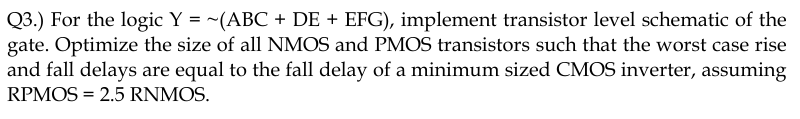 Q3.) For the logic Y = ~(ABC + DE + EFG), implement transistor level schematic of the
gate. Optimize the size of all NMOS and PMOS transistors such that the worst case rise
and fall delays are equal to the fall delay of a minimum sized CMOS inverter, assuming
RPMOS = 2.5 RNMOS.